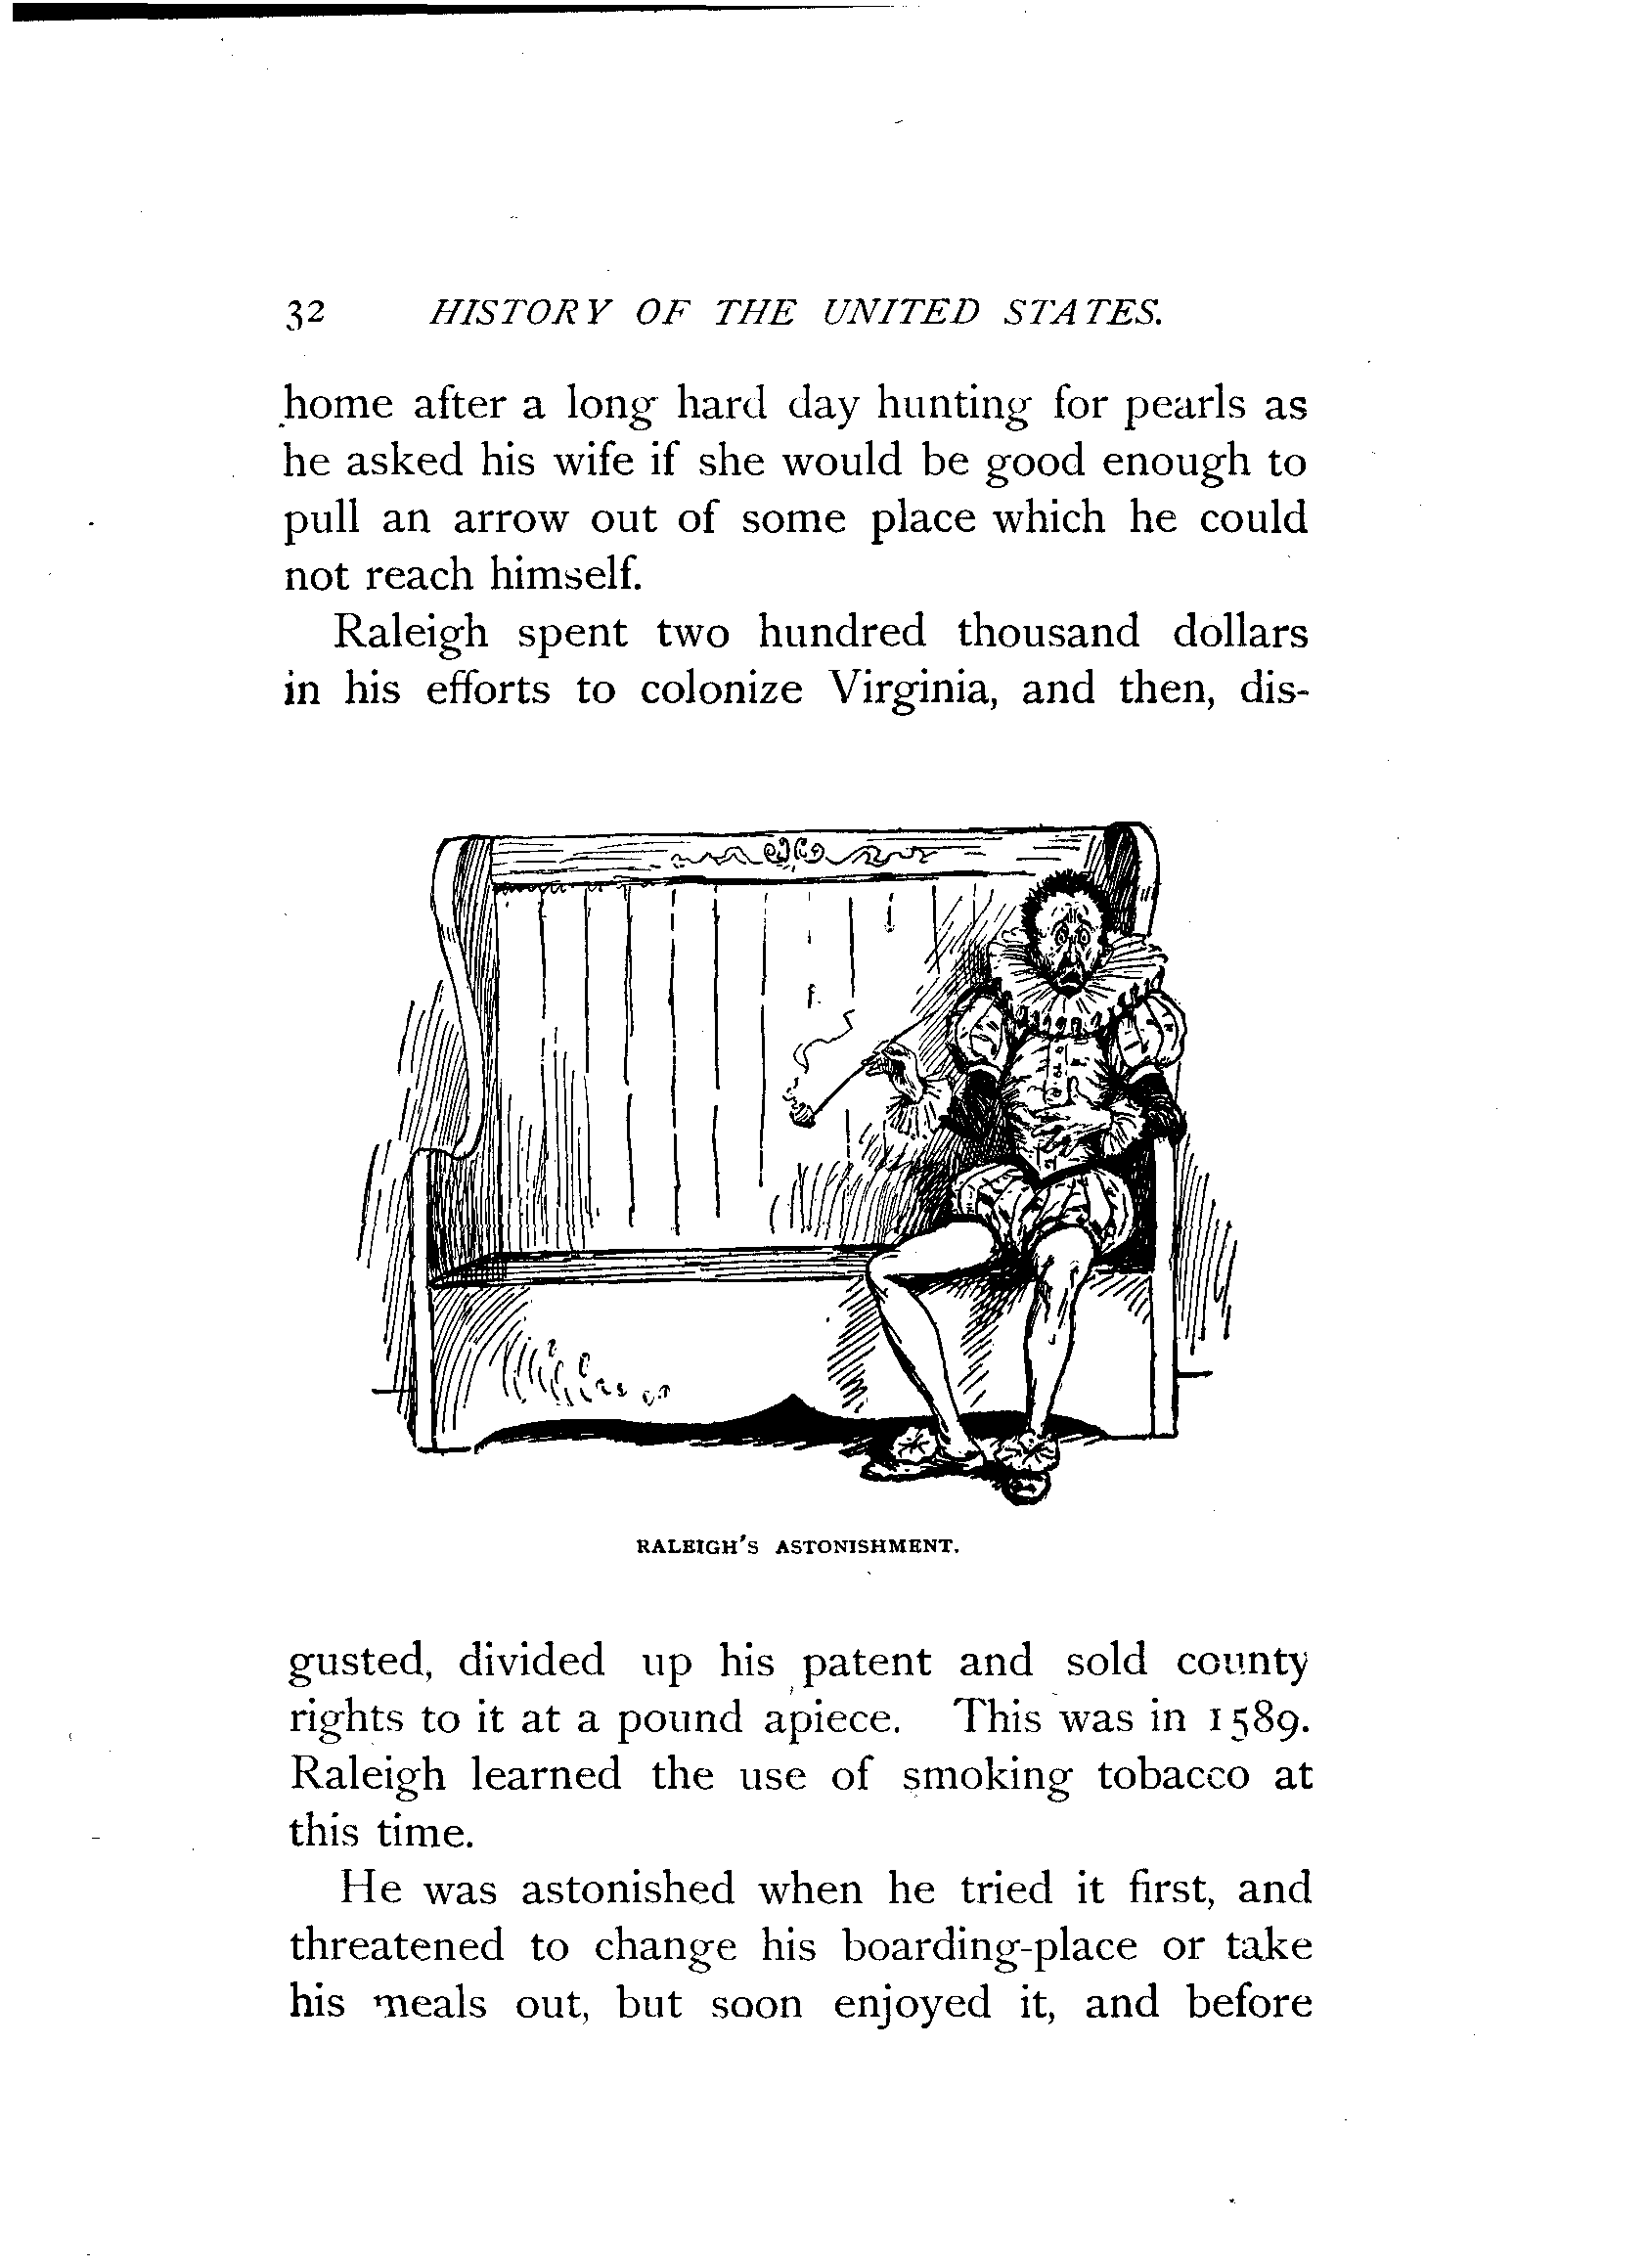 32 HISTORY OF THE UNITED STATES.
home after a long hard day hunting for pearls as
he asked his wife if she would be good enough to
pull an arrow out of some place which he could
not reach himself.
Raleigh spent two hundred thousand dollars
in his efforts to colonize Virginia, and then, dis-
RALEIGH'S ASTONISHMENT.
gusted, divided up his patent and sold county
rights to it at a pound apiece. This was in 1589.
Raleigh learned the use of smoking tobacco at
this time.
He was astonished when he tried it first, and
threatened to change his boarding-place or take
his meals out, but soon enjoyed it, and before